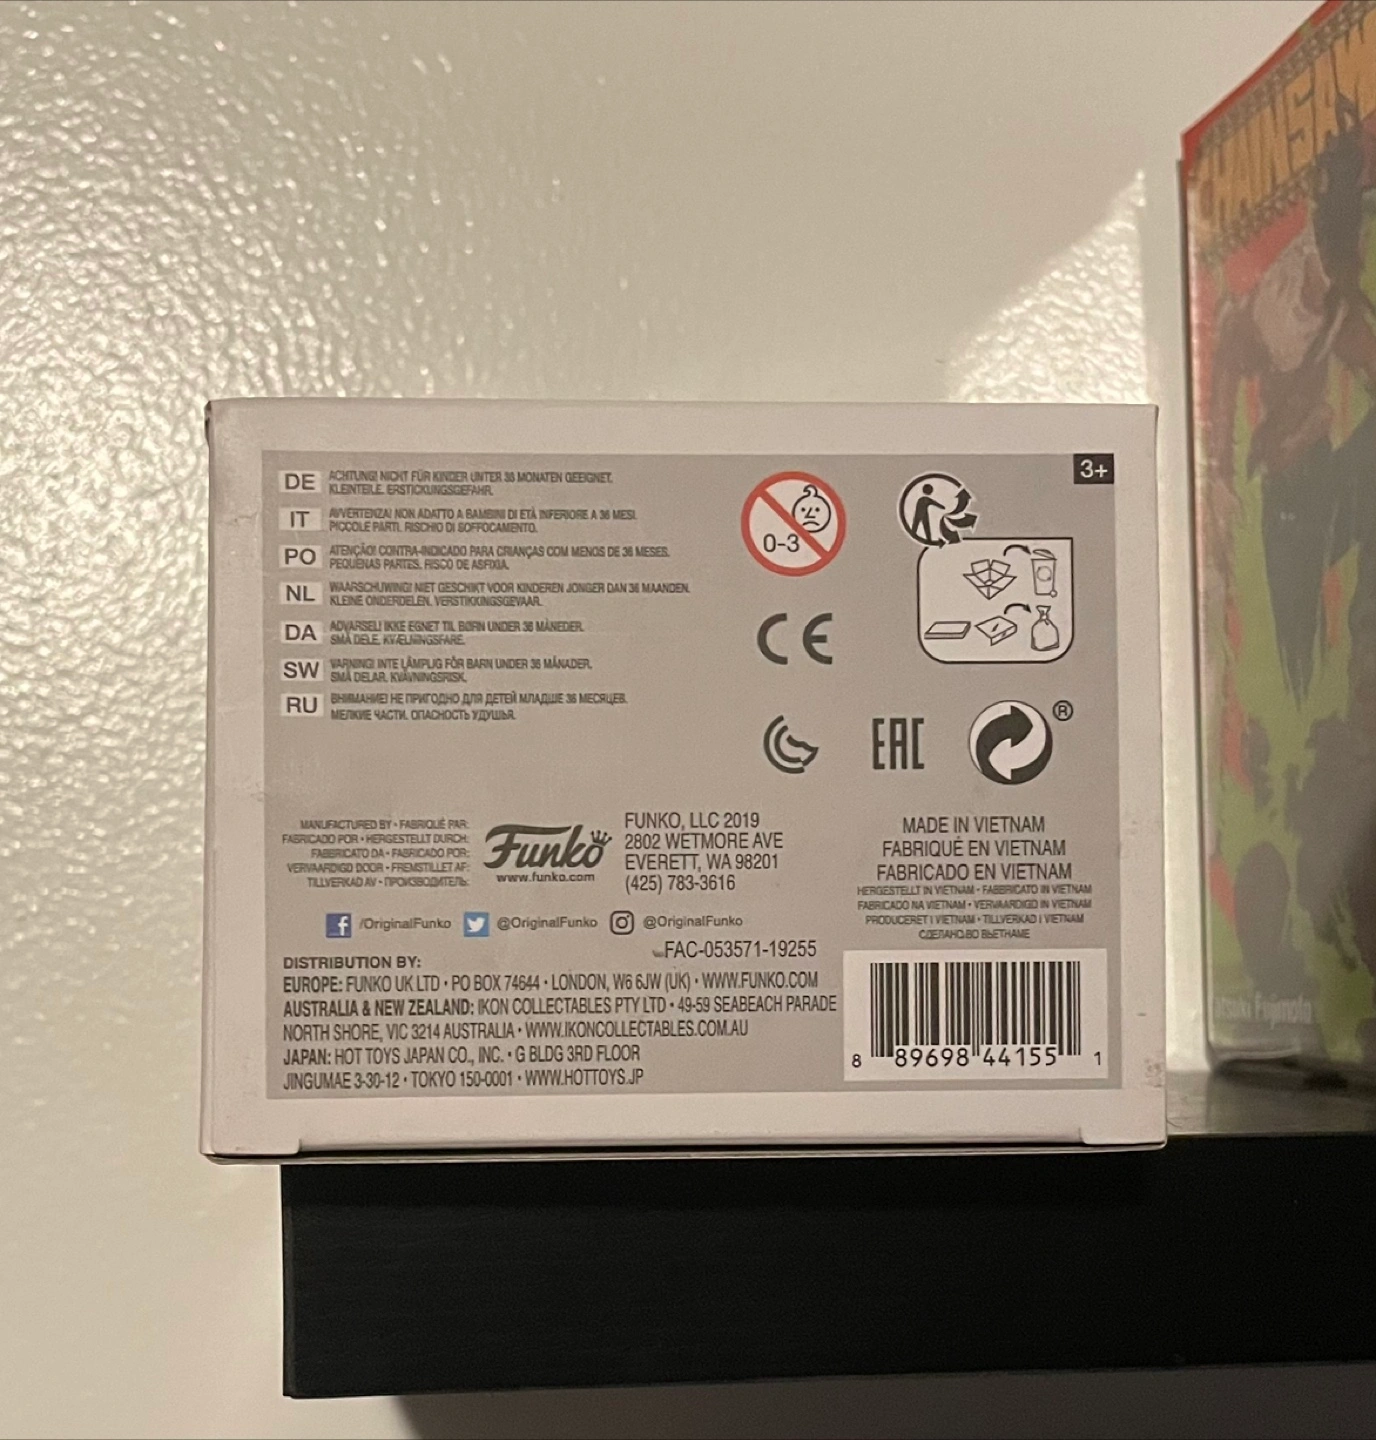 CHAINSAW
3+
DE ACHTUNG! NICHT FÜR KINDER UNTER 36 MONATEN GEEIGNET.
KLEINTEILE. ERSTICKUNGSGEFAHR.
IT AVVERTENZA! NON ADATTO A BAMBINI DI ETÀ INFERIORE A 36 MESI.
PICCOLE PARTI. RISCHIO DI SOFFOCAMENTO.
PO ATENÇÃO! CONTRA-INDICADO PARA CRIANÇAS COM MENOS DE 36 MESES.
PEQUENAS PARTES. RISCO DE ASFIXIA.
NL WAARSCHUWING! NIET GESCHIKT VOOR KINDEREN JONGER DAN 36 MAANDEN.
KLEINE ONDERDELEN. VERSTIKKINGSGEVAAR.
DA ADVARSEL! IKKE EGNET TIL BØRN UNDER 36 MÅNEDER.
SMÅ DELE. KVÆLNINGSFARE.
SW VARNING! INTE LÄMPLIG FÖR BARN UNDER 36 MÅNADER.
SMÅ DELAR. KVÄVNINGSRISK.
RU ВНИМАНИЕ! НЕ ПРИГОДНО ДЛЯ ДЕТЕЙ МЛАДШЕ 36 МЕСЯЦЕВ.
МЕЛКИЕ ЧАСТИ. ОПАСНОСТЬ УДУШЬЯ.
0-3
CE
EAC
®
MANUFACTURED BY • FABRIQUÉ PAR:
FABRICADO POR • HERGESTELLT DURCH:
FABBRICATO DA • FABRICADO POR:
VERVAARDIGD DOOR • FREMSTILLET AF:
TILLVERKAD AV • ПРОИЗВОДИТЕЛЬ:
Funko
www.funko.com
FUNKO, LLC 2019
2802 WETMORE AVE
EVERETT, WA 98201
(425) 783-3616
MADE IN VIETNAM
FABRIQUÉ EN VIETNAM
FABRICADO EN VIETNAM
HERGESTELLT IN VIETNAM • FABBRICATO IN VIETNAM
FABRICADO NA VIETNAM • VERVAARDIGD IN VIETNAM
PRODUCERET I VIETNAM • TILLVERKAD I VIETNAM
СДЕЛАНО ВО ВЬЕТНАМЕ
/OriginalFunko @OriginalFunko @OriginalFunko
FAC-053571-19255
DISTRIBUTION BY:
EUROPE: FUNKO UK LTD • PO BOX 74644 • LONDON, W6 6JW (UK) • WWW.FUNKO.COM
AUSTRALIA & NEW ZEALAND: IKON COLLECTABLES PTY LTD • 49-59 SEABEACH PARADE
NORTH SHORE, VIC 3214 AUSTRALIA • WWW.IKONCOLLECTABLES.COM.AU
JAPAN: HOT TOYS JAPAN CO., INC. • G BLDG 3RD FLOOR
JINGUMAE 3-30-12 • TOKYO 150-0001 • WWW.HOTTOYS.JP
8 89698 44155 1
Fujimoto